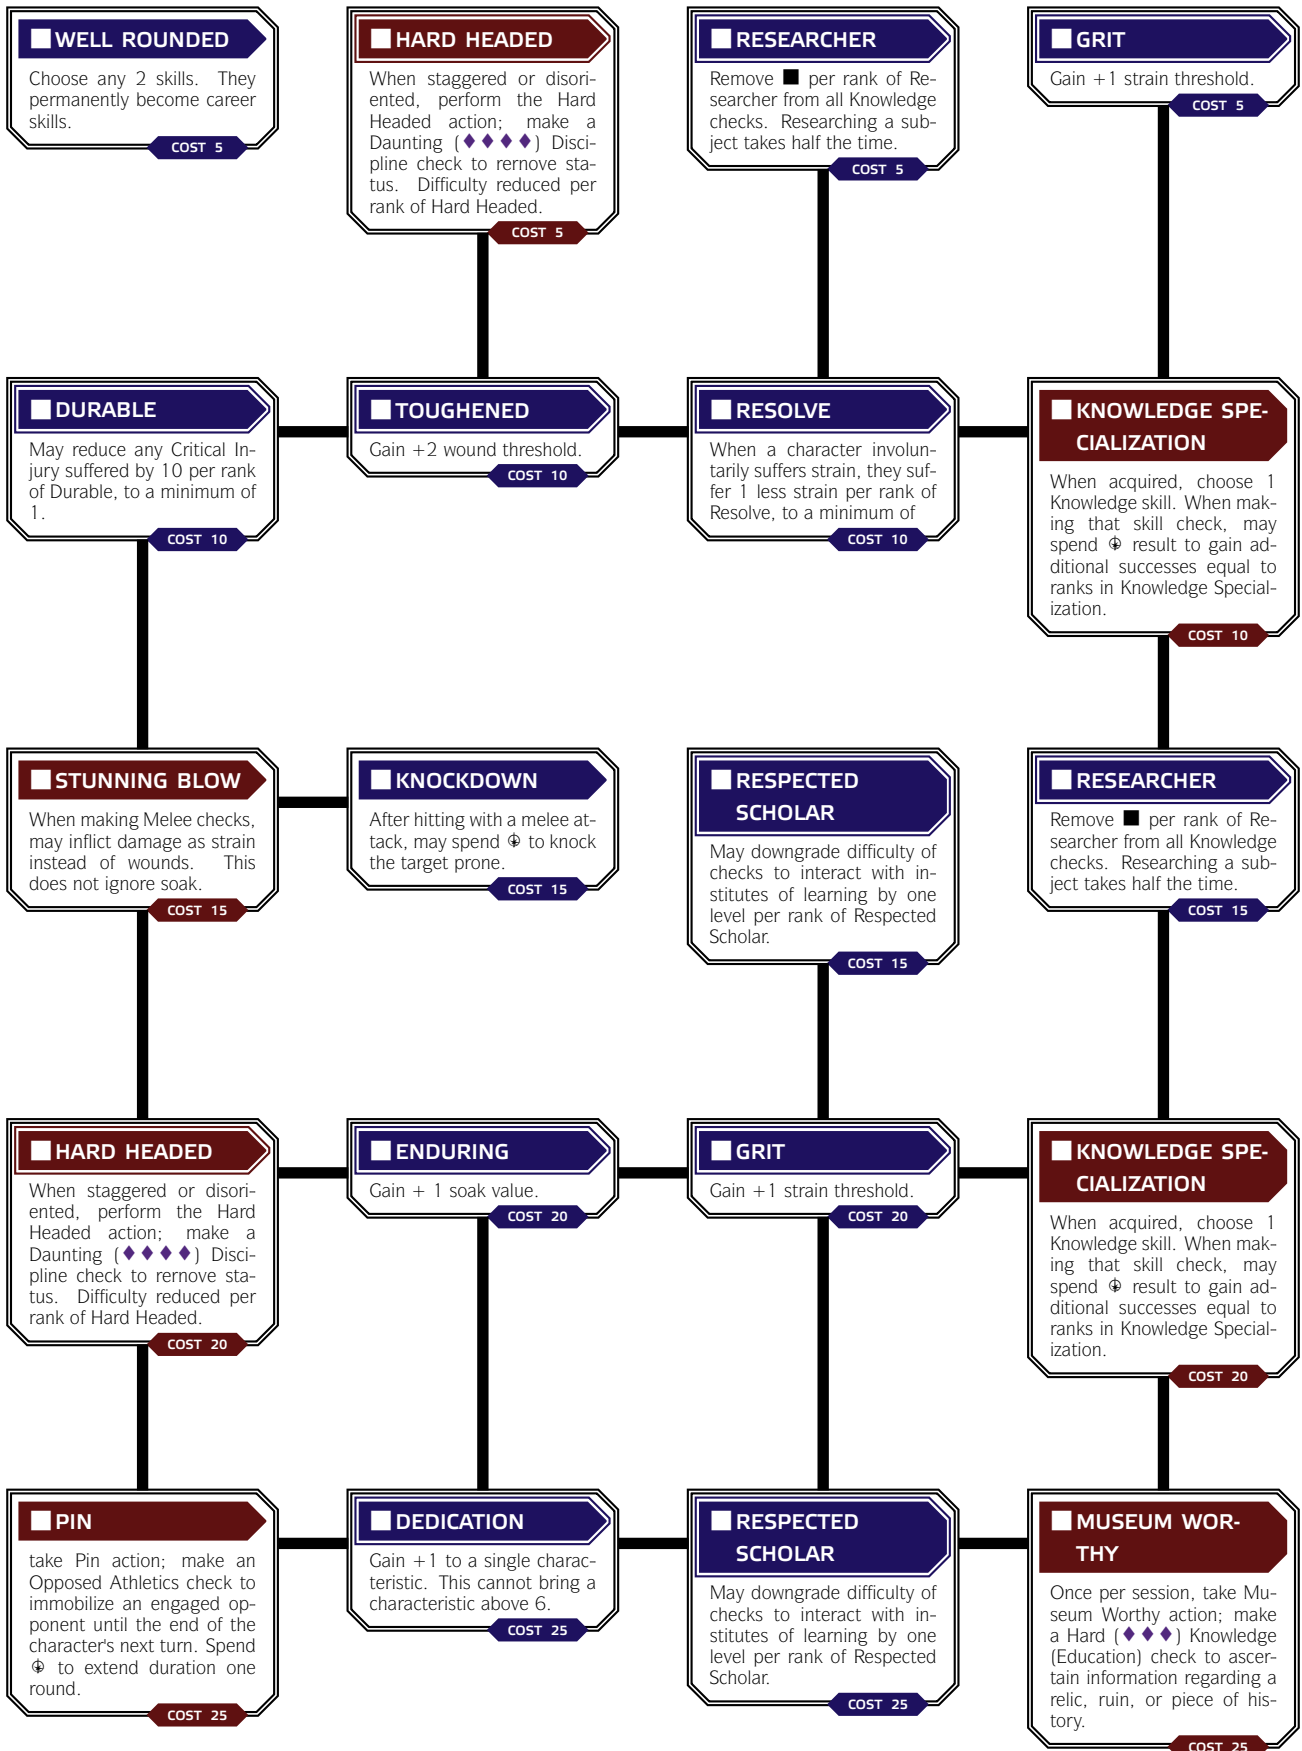 WELL ROUNDED
Choose any 2 skills. They
permanently become career
skills.
COST 5
HARD HEADED
When staggered or disori-
ented, perform the Hard
Headed action; make a
Daunting (♦♦♦♦) Disci-
pline check to rernove sta-
tus. Difficulty reduced per
rank of Hard Headed.
COST 5
RESEARCHER
Remove ■ per rank of Re-
searcher from all Knowledge
checks. Researching a sub-
ject takes half the time.
COST 5
GRIT
Gain +1 strain threshold.
COST 5
DURABLE
May reduce any Critical In-
jury suffered by 10 per rank
of Durable, to a minimum of
1.
COST 10
TOUGHENED
Gain +2 wound threshold.
COST 10
RESOLVE
When a character involun-
tarily suffers strain, they suf-
fer 1 less strain per rank of
Resolve, to a minimum of
COST 10
KNOWLEDGE SPE-
CIALIZATION
When acquired, choose 1
Knowledge skill. When mak-
ing that skill check, may
spend result to gain ad-
ditional successes equal to
ranks in Knowledge Special-
ization.
COST 10
STUNNING BLOW
When making Melee checks,
may inflict damage as strain
instead of wounds. This
does not ignore soak.
COST 15
KNOCKDOWN
After hitting with a melee at-
tack, may spend to knock
the target prone.
COST 15
RESPECTED
SCHOLAR
May downgrade difficulty of
checks to interact with in-
stitutes of learning by one
level per rank of Respected
Scholar.
COST 15
RESEARCHER
Remove ■ per rank of Re-
searcher from all Knowledge
checks. Researching a sub-
ject takes half the time.
COST 15
HARD HEADED
When staggered or disori-
ented, perform the Hard
Headed action; make a
Daunting (♦♦♦♦) Disci-
pline check to rernove sta-
tus. Difficulty reduced per
rank of Hard Headed.
COST 20
ENDURING
Gain + 1 soak value.
COST 20
GRIT
Gain +1 strain threshold.
COST 20
KNOWLEDGE SPE-
CIALIZATION
When acquired, choose 1
Knowledge skill. When mak-
ing that skill check, may
spend result to gain ad-
ditional successes equal to
ranks in Knowledge Special-
ization.
COST 20
PIN
take Pin action; make an
Opposed Athletics check to
immobilize an engaged op-
ponent until the end of the
character's next turn. Spend
to extend duration one
round.
COST 25
DEDICATION
Gain +1 to a single charac-
teristic. This cannot bring a
characteristic above 6.
COST 25
RESPECTED
SCHOLAR
May downgrade difficulty of
checks to interact with in-
stitutes of learning by one
level per rank of Respected
Scholar.
COST 25
MUSEUM WOR-
THY
Once per session, take Mu-
seum Worthy action; make
a Hard (♦♦♦) Knowledge
(Education) check to ascer-
tain information regarding a
relic, ruin, or piece of his-
tory.
COST 25